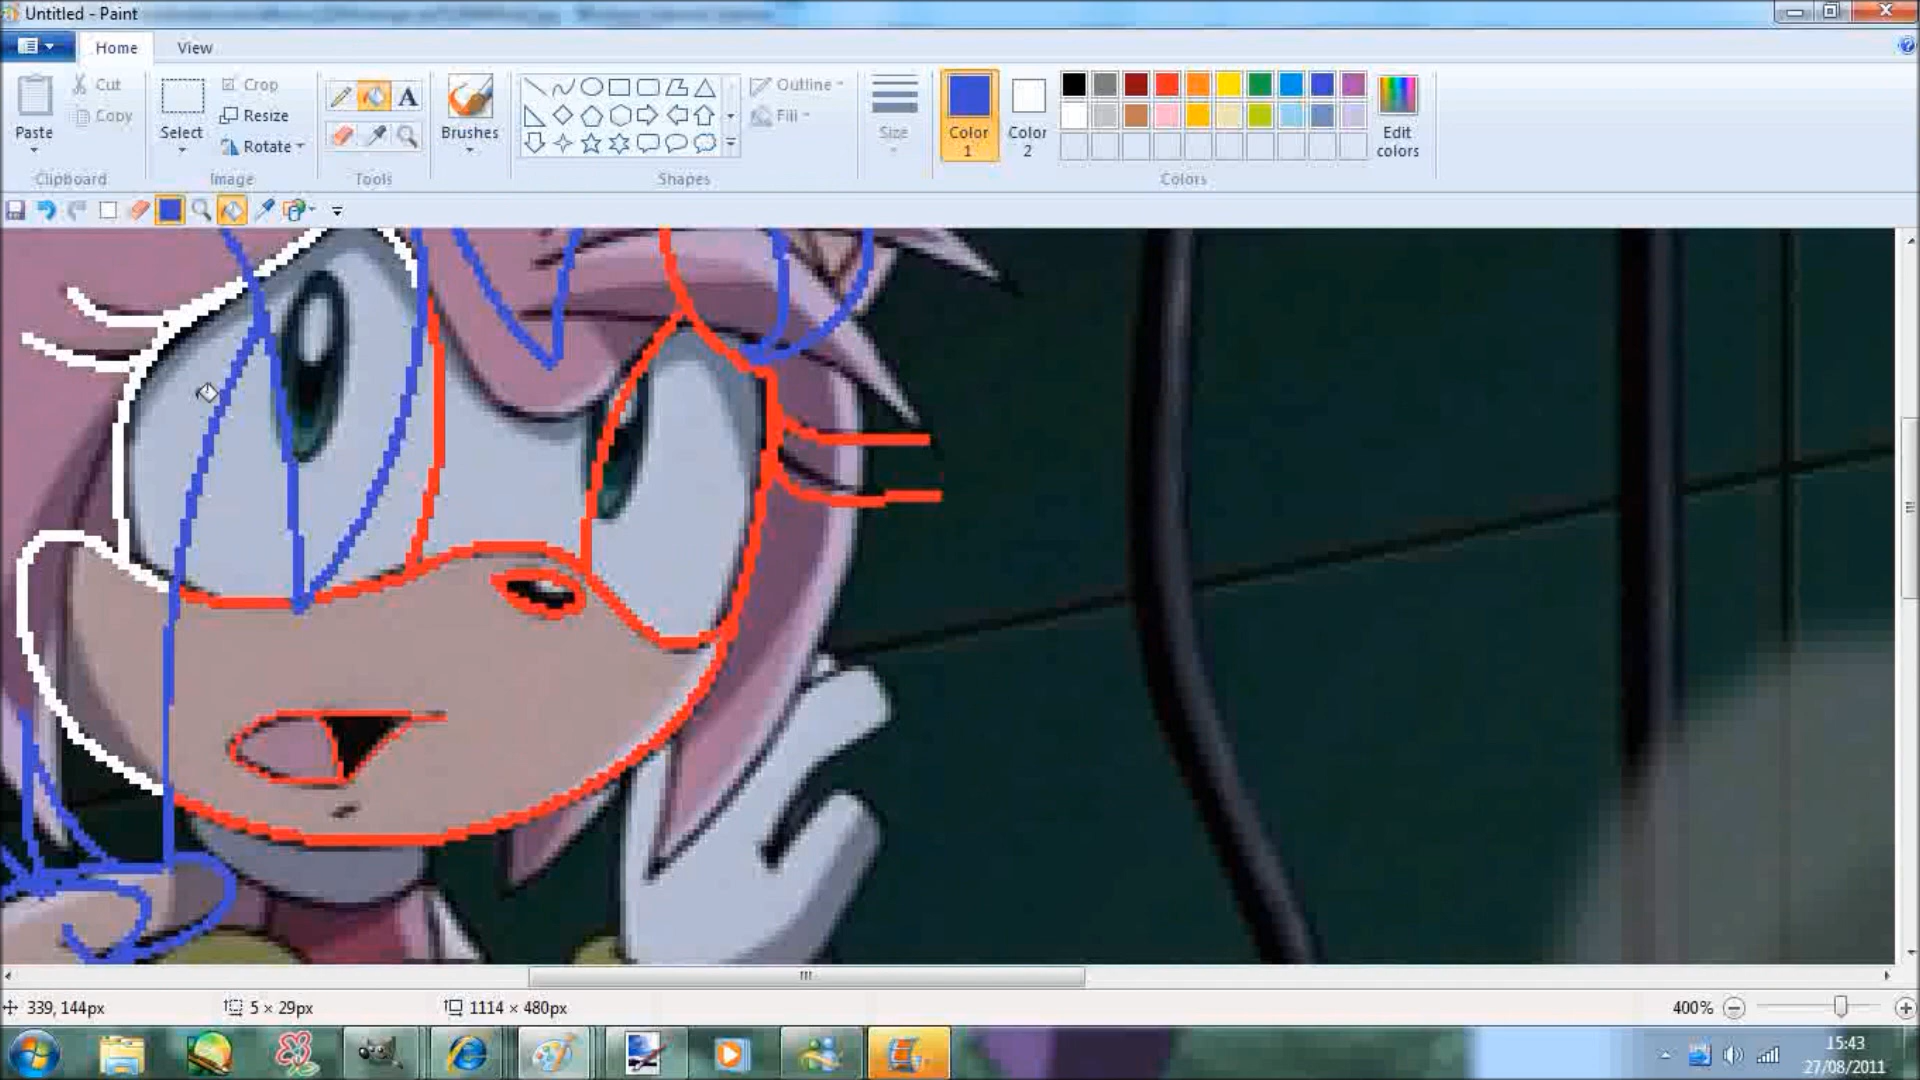 Untitled - Paint
Home View
Paste
Cut
Copy
Clipboard
Select
Crop
Resize
Rotate
Image
A
Tools
Brushes
Outline
Fill
Shapes
Size
Color 1
Color 2
Edit colors
Colors
339, 144px 5 × 29px 1114 × 480px 400%
15:43
27/08/2011